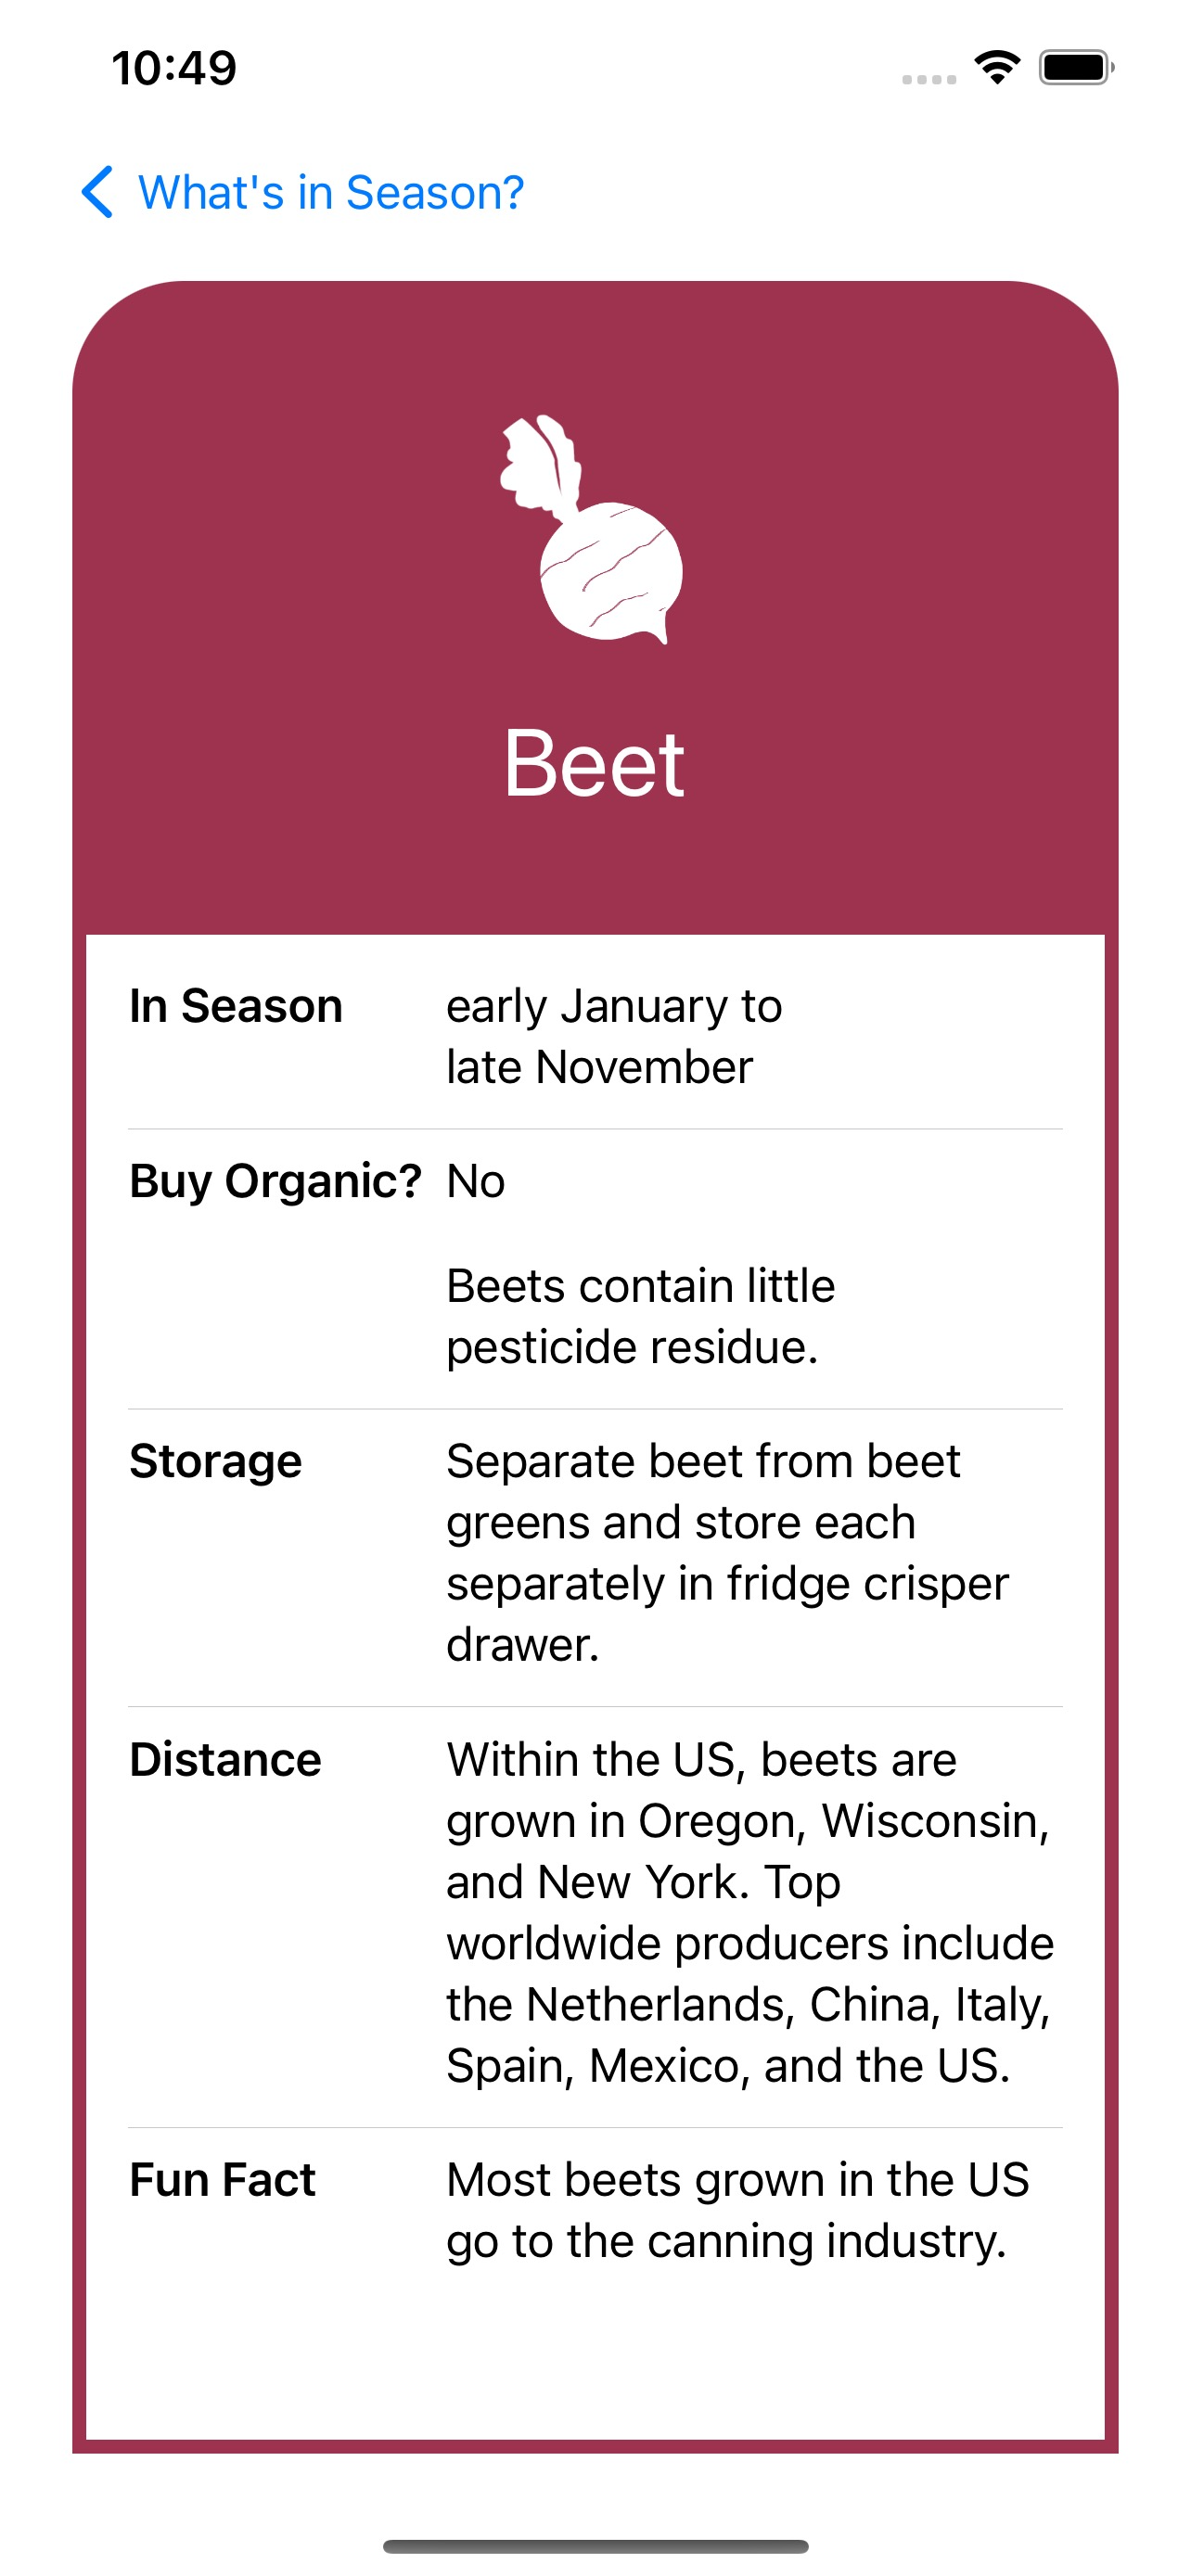 10:49
What's in Season?
Beet
In Season early January to
late November
Buy Organic? No
Beets contain little
pesticide residue.
Storage Separate beet from beet
greens and store each
separately in fridge crisper
drawer.
Distance Within the US, beets are
grown in Oregon, Wisconsin,
and New York. Top
worldwide producers include
the Netherlands, China, Italy,
Spain, Mexico, and the US.
Fun Fact Most beets grown in the US
go to the canning industry.